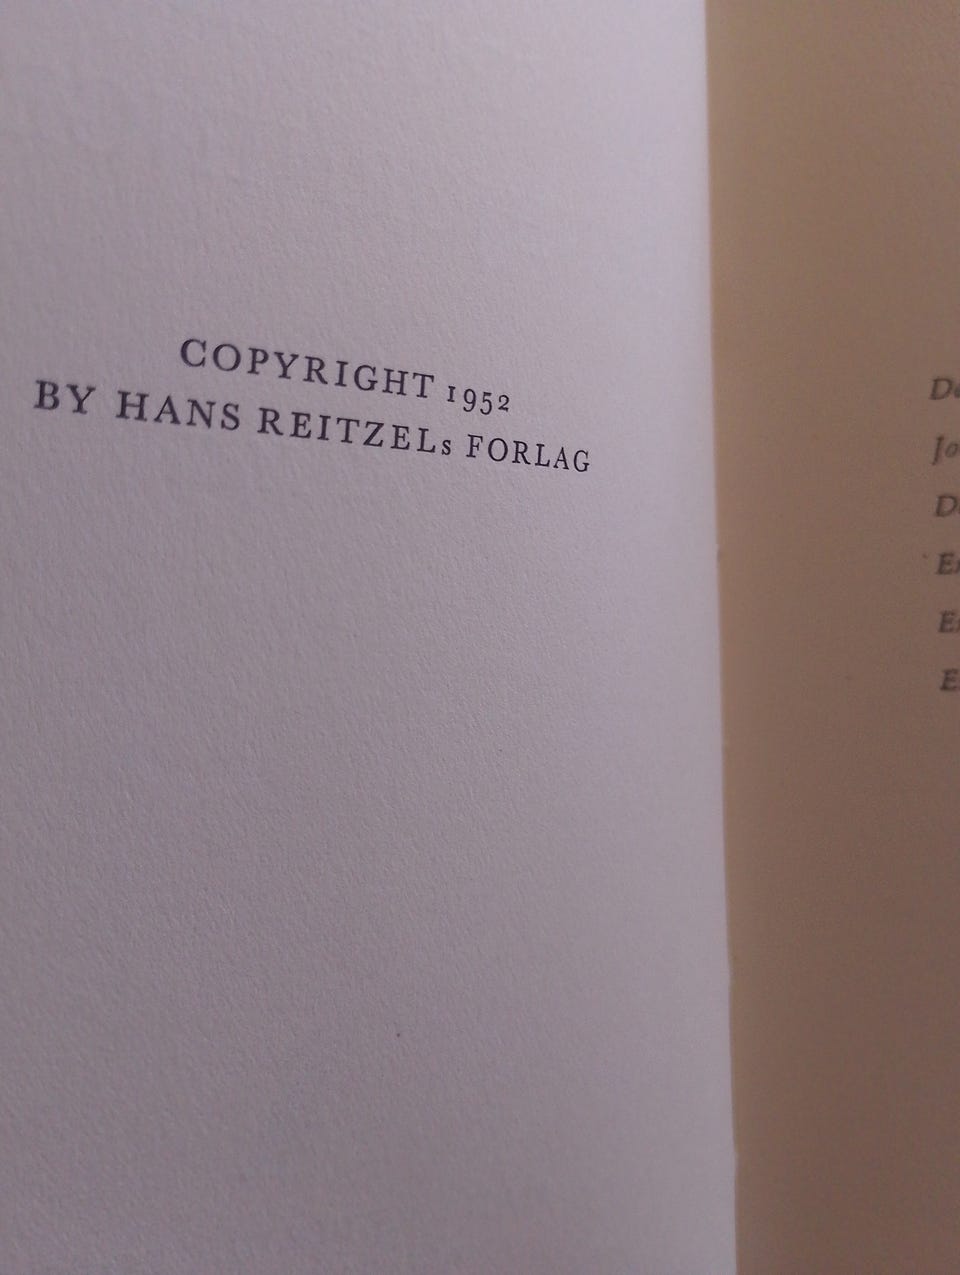 COPYRIGHT 1952
BY HANS REITZELs FORLAG